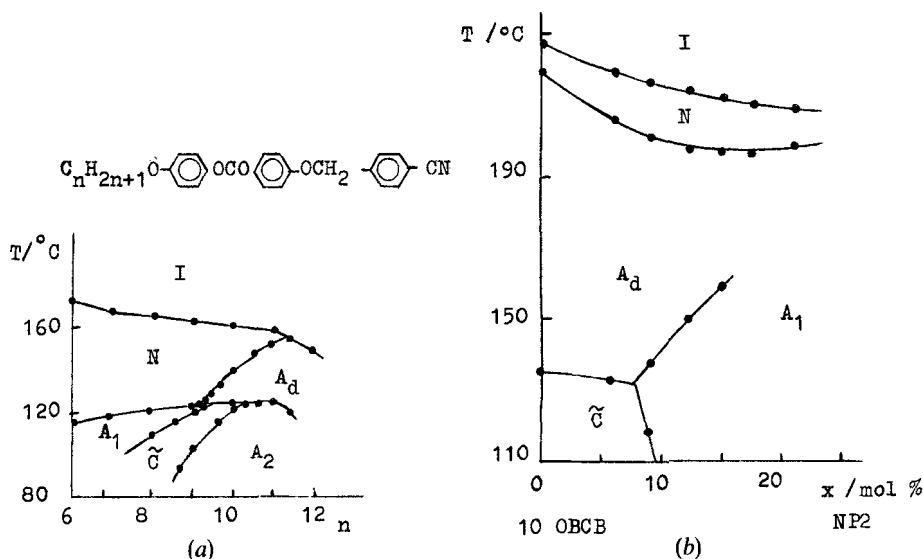 CnH2n+1O OCO OCH2 CN
T/°C
I
160
N
Ad
120
A1
C̃
A2
80
6 8 10 12 n
(a)
T /°C
I
N
190
Ad
150
A1
C̃
110
0 10 20 x /mol %
10 OBCB NP2
(b)